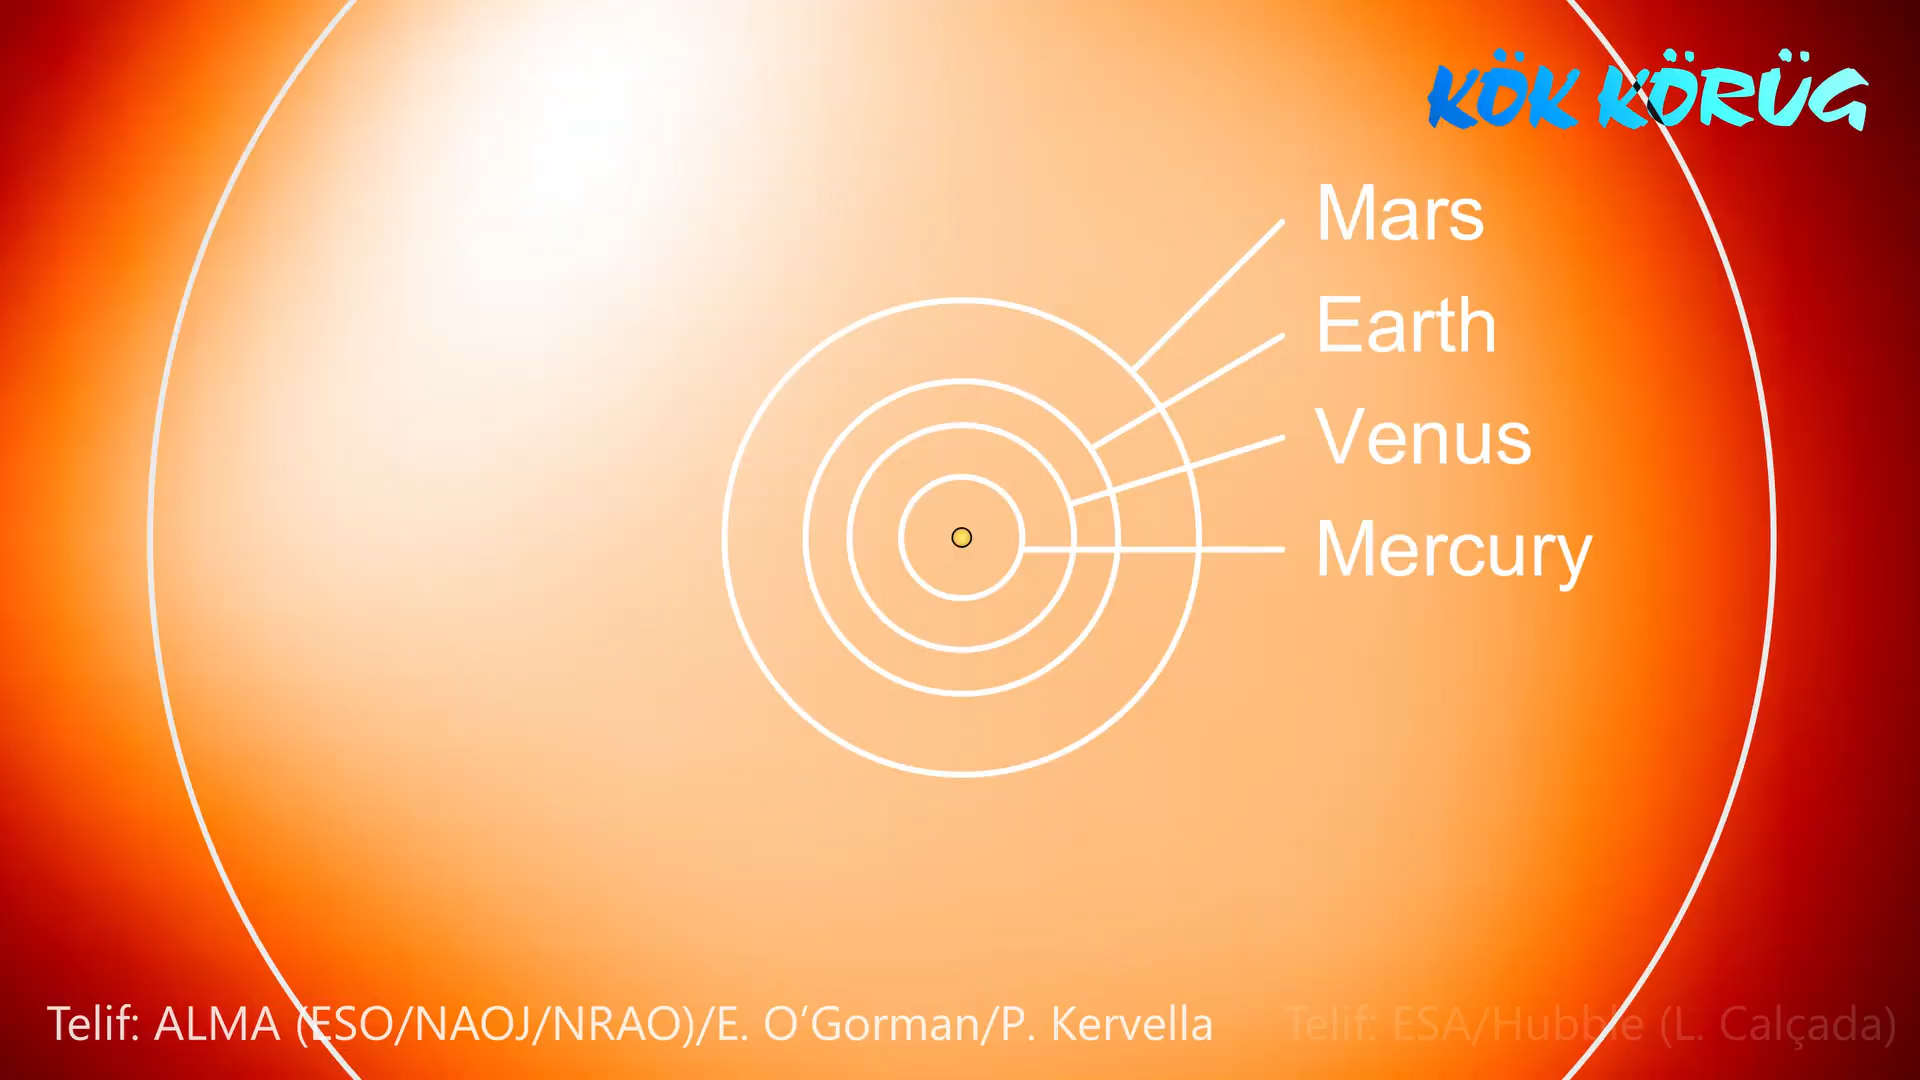 KÖK KÖRÜG
Mars
Earth
Venus
Mercury
Telif: ALMA (ESO/NAOJ/NRAO)/E. O‘Gorman/P. Kervella
Telif: ESA/Hubble (L. Calçada)